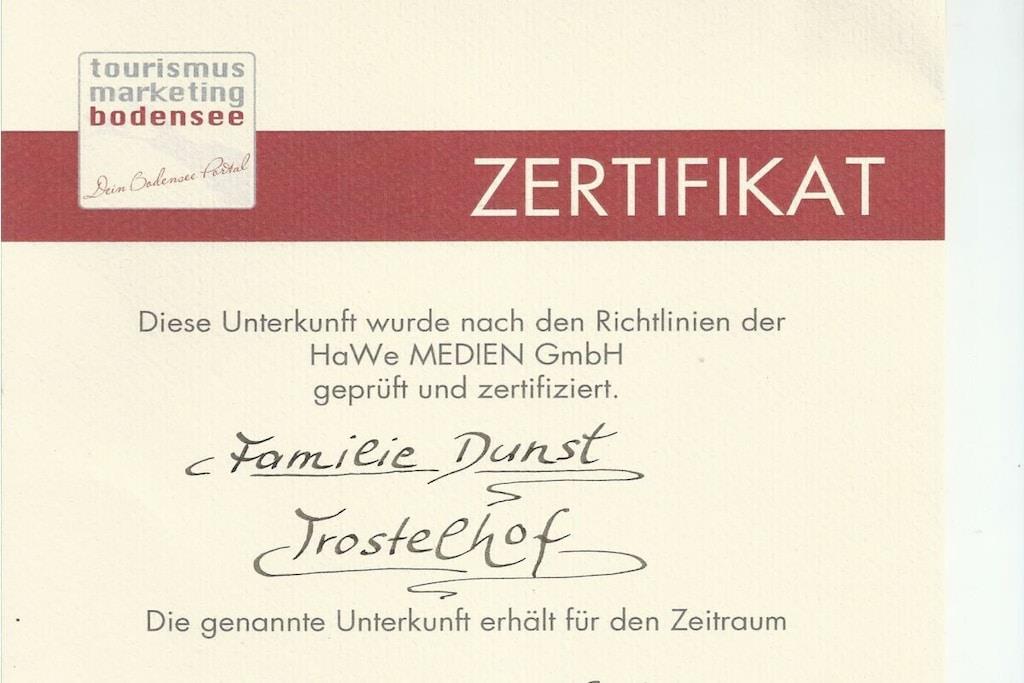 tourismus
marketing
bodensee
Dein Bodensee Portal
ZERTIFIKAT
Diese Unterkunft wurde nach den Richtlinien der
HaWe MEDIEN GmbH
geprüft und zertifiziert.
Familie Dunst
Trostelhof
Die genannte Unterkunft erhält für den Zeitraum